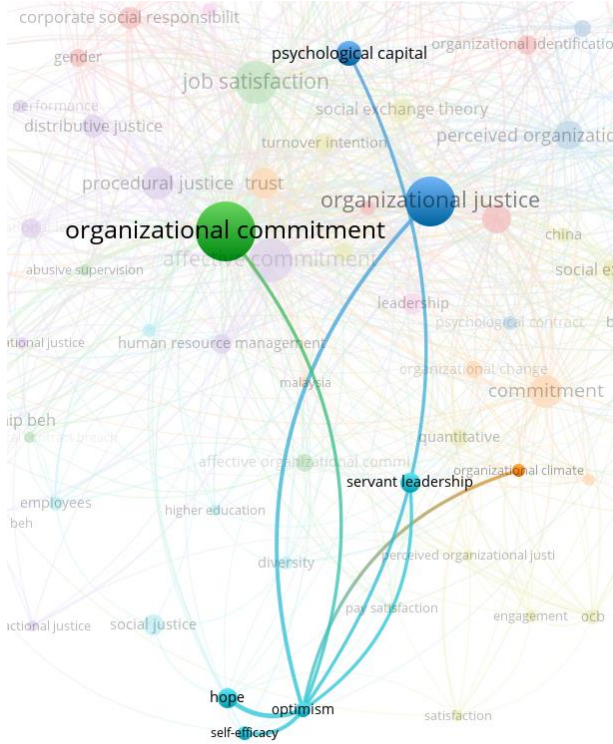 corporate social responsibilit
psychological capital
organizational identificatio
gender
job satisfaction
performance
social exchange theory
distributive justice
turnover intention
perceived organizatio
procedural justice
trust
organizational justice
organizational commitment
china
affective commitment
abusive supervision
social ex
leadership
ational justice
human resource management
psychological contract
malaysia
organizational change
commitment
hip beh
quantitative
affective organizational commi
organizational climate
servant leadership
employees
higher education
beh
diversity
perceived organizational justi
pay satisfaction
actional justice
social justice
engagement
ocb
hope
optimism
satisfaction
self-efficacy